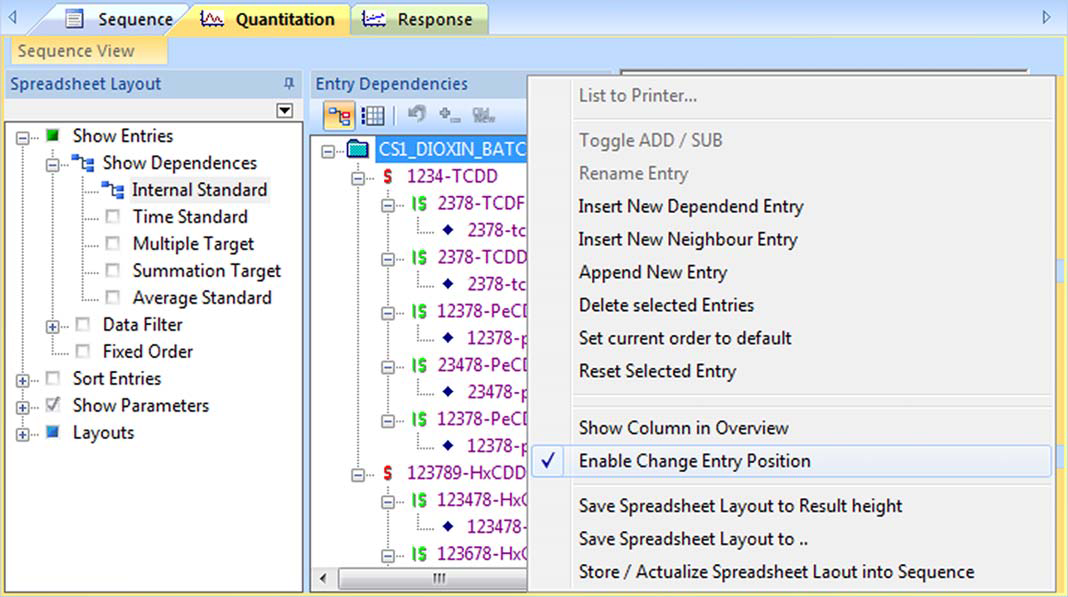 Sequence Quantitation Response
Sequence View
Spreadsheet Layout
Show Entries
Show Dependences
Internal Standard
Time Standard
Multiple Target
Summation Target
Average Standard
Data Filter
Fixed Order
Sort Entries
Show Parameters
Layouts
Entry Dependencies
CS1_DIOXIN_BATC
S 1234-TCDD
IS 2378-TCDF
2378-tc
IS 2378-TCDD
2378-tc
IS 12378-PeCD
12378-p
IS 23478-PeCD
23478-p
IS 12378-PeCD
12378-p
S 123789-HxCDD
IS 123478-HxC
123478-
IS 123678-HxC
List to Printer...
Toggle ADD / SUB
Rename Entry
Insert New Dependend Entry
Insert New Neighbour Entry
Append New Entry
Delete selected Entries
Set current order to default
Reset Selected Entry
Show Column in Overview
Enable Change Entry Position
Save Spreadsheet Layout to Result height
Save Spreadsheet Layout to ..
Store / Actualize Spreadsheet Laout into Sequence